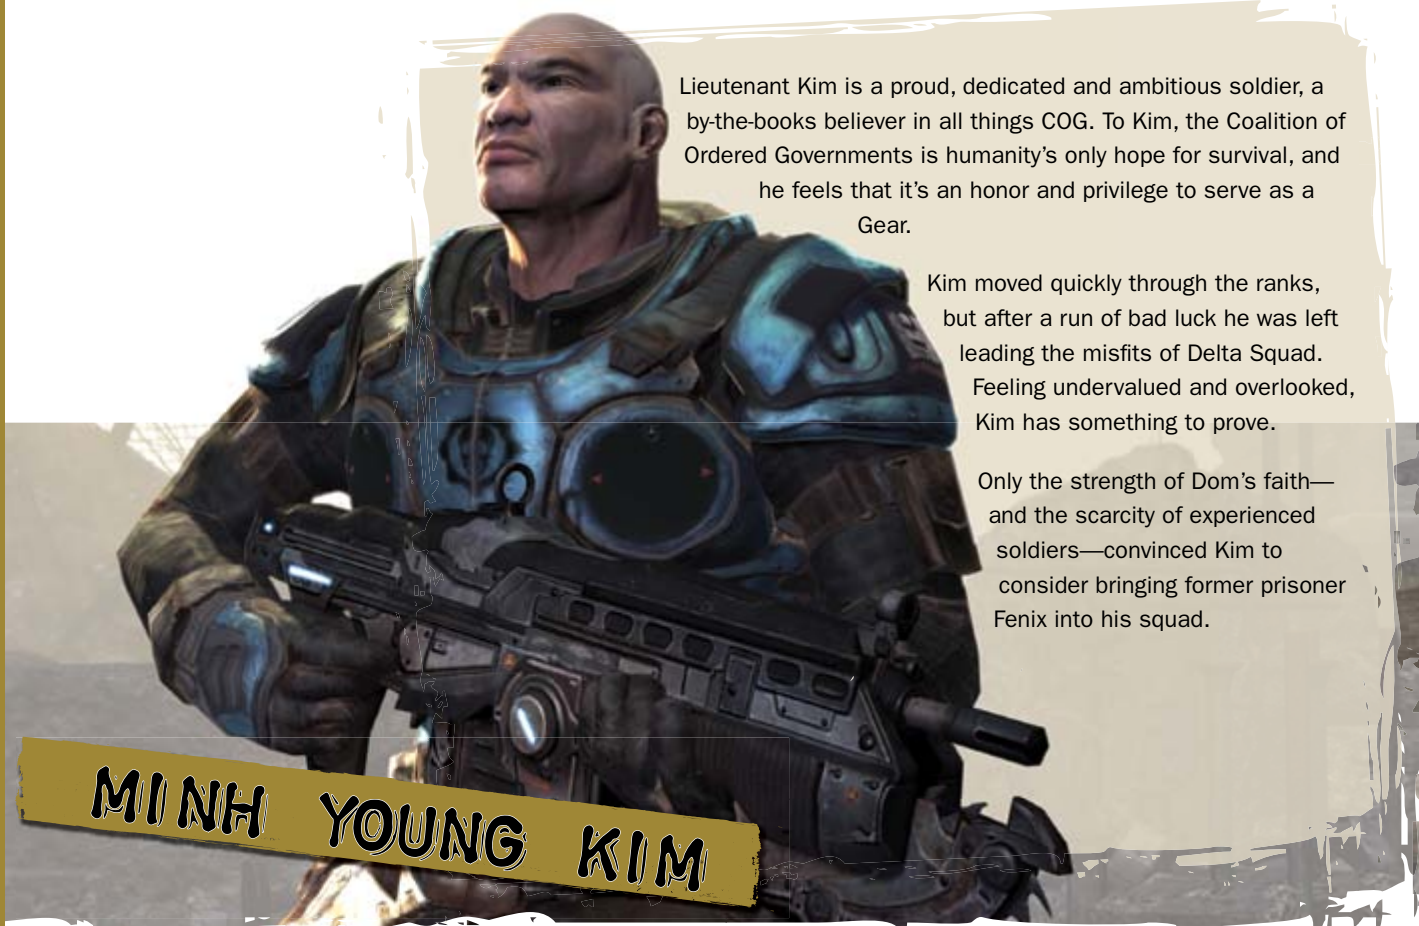 Lieutenant Kim is a proud, dedicated and ambitious soldier, a
by-the-books believer in all things COG. To Kim, the Coalition of
Ordered Governments is humanity’s only hope for survival, and
he feels that it’s an honor and privilege to serve as a
Gear.
Kim moved quickly through the ranks,
but after a run of bad luck he was left
leading the misfits of Delta Squad.
Feeling undervalued and overlooked,
Kim has something to prove.
Only the strength of Dom’s faith—
and the scarcity of experienced
soldiers—convinced Kim to
consider bringing former prisoner
Fenix into his squad.
MINH YOUNG KIM